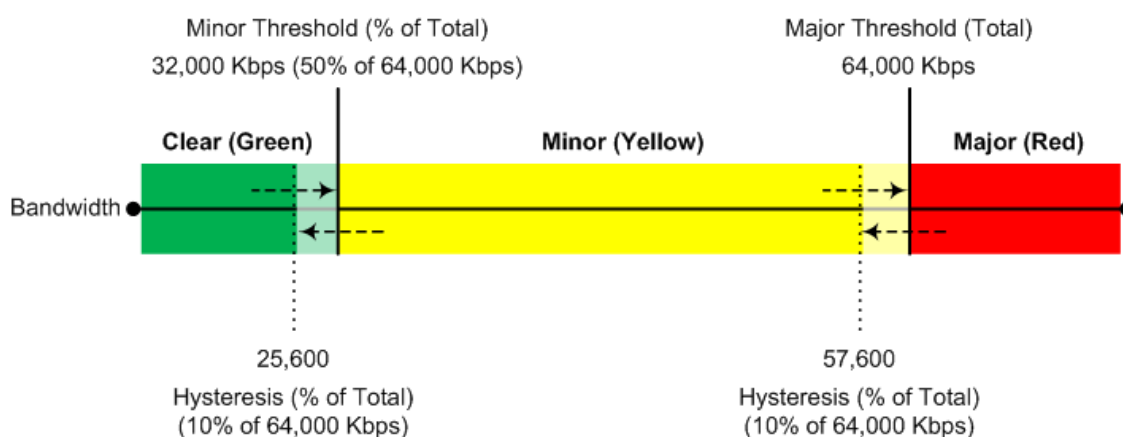 Minor Threshold (% of Total)
32,000 Kbps (50% of 64,000 Kbps)
Major Threshold (Total)
64,000 Kbps
Clear (Green)
Minor (Yellow)
Major (Red)
Bandwidth
25,600
Hysteresis (% of Total)
(10% of 64,000 Kbps)
57,600
Hysteresis (% of Total)
(10% of 64,000 Kbps)